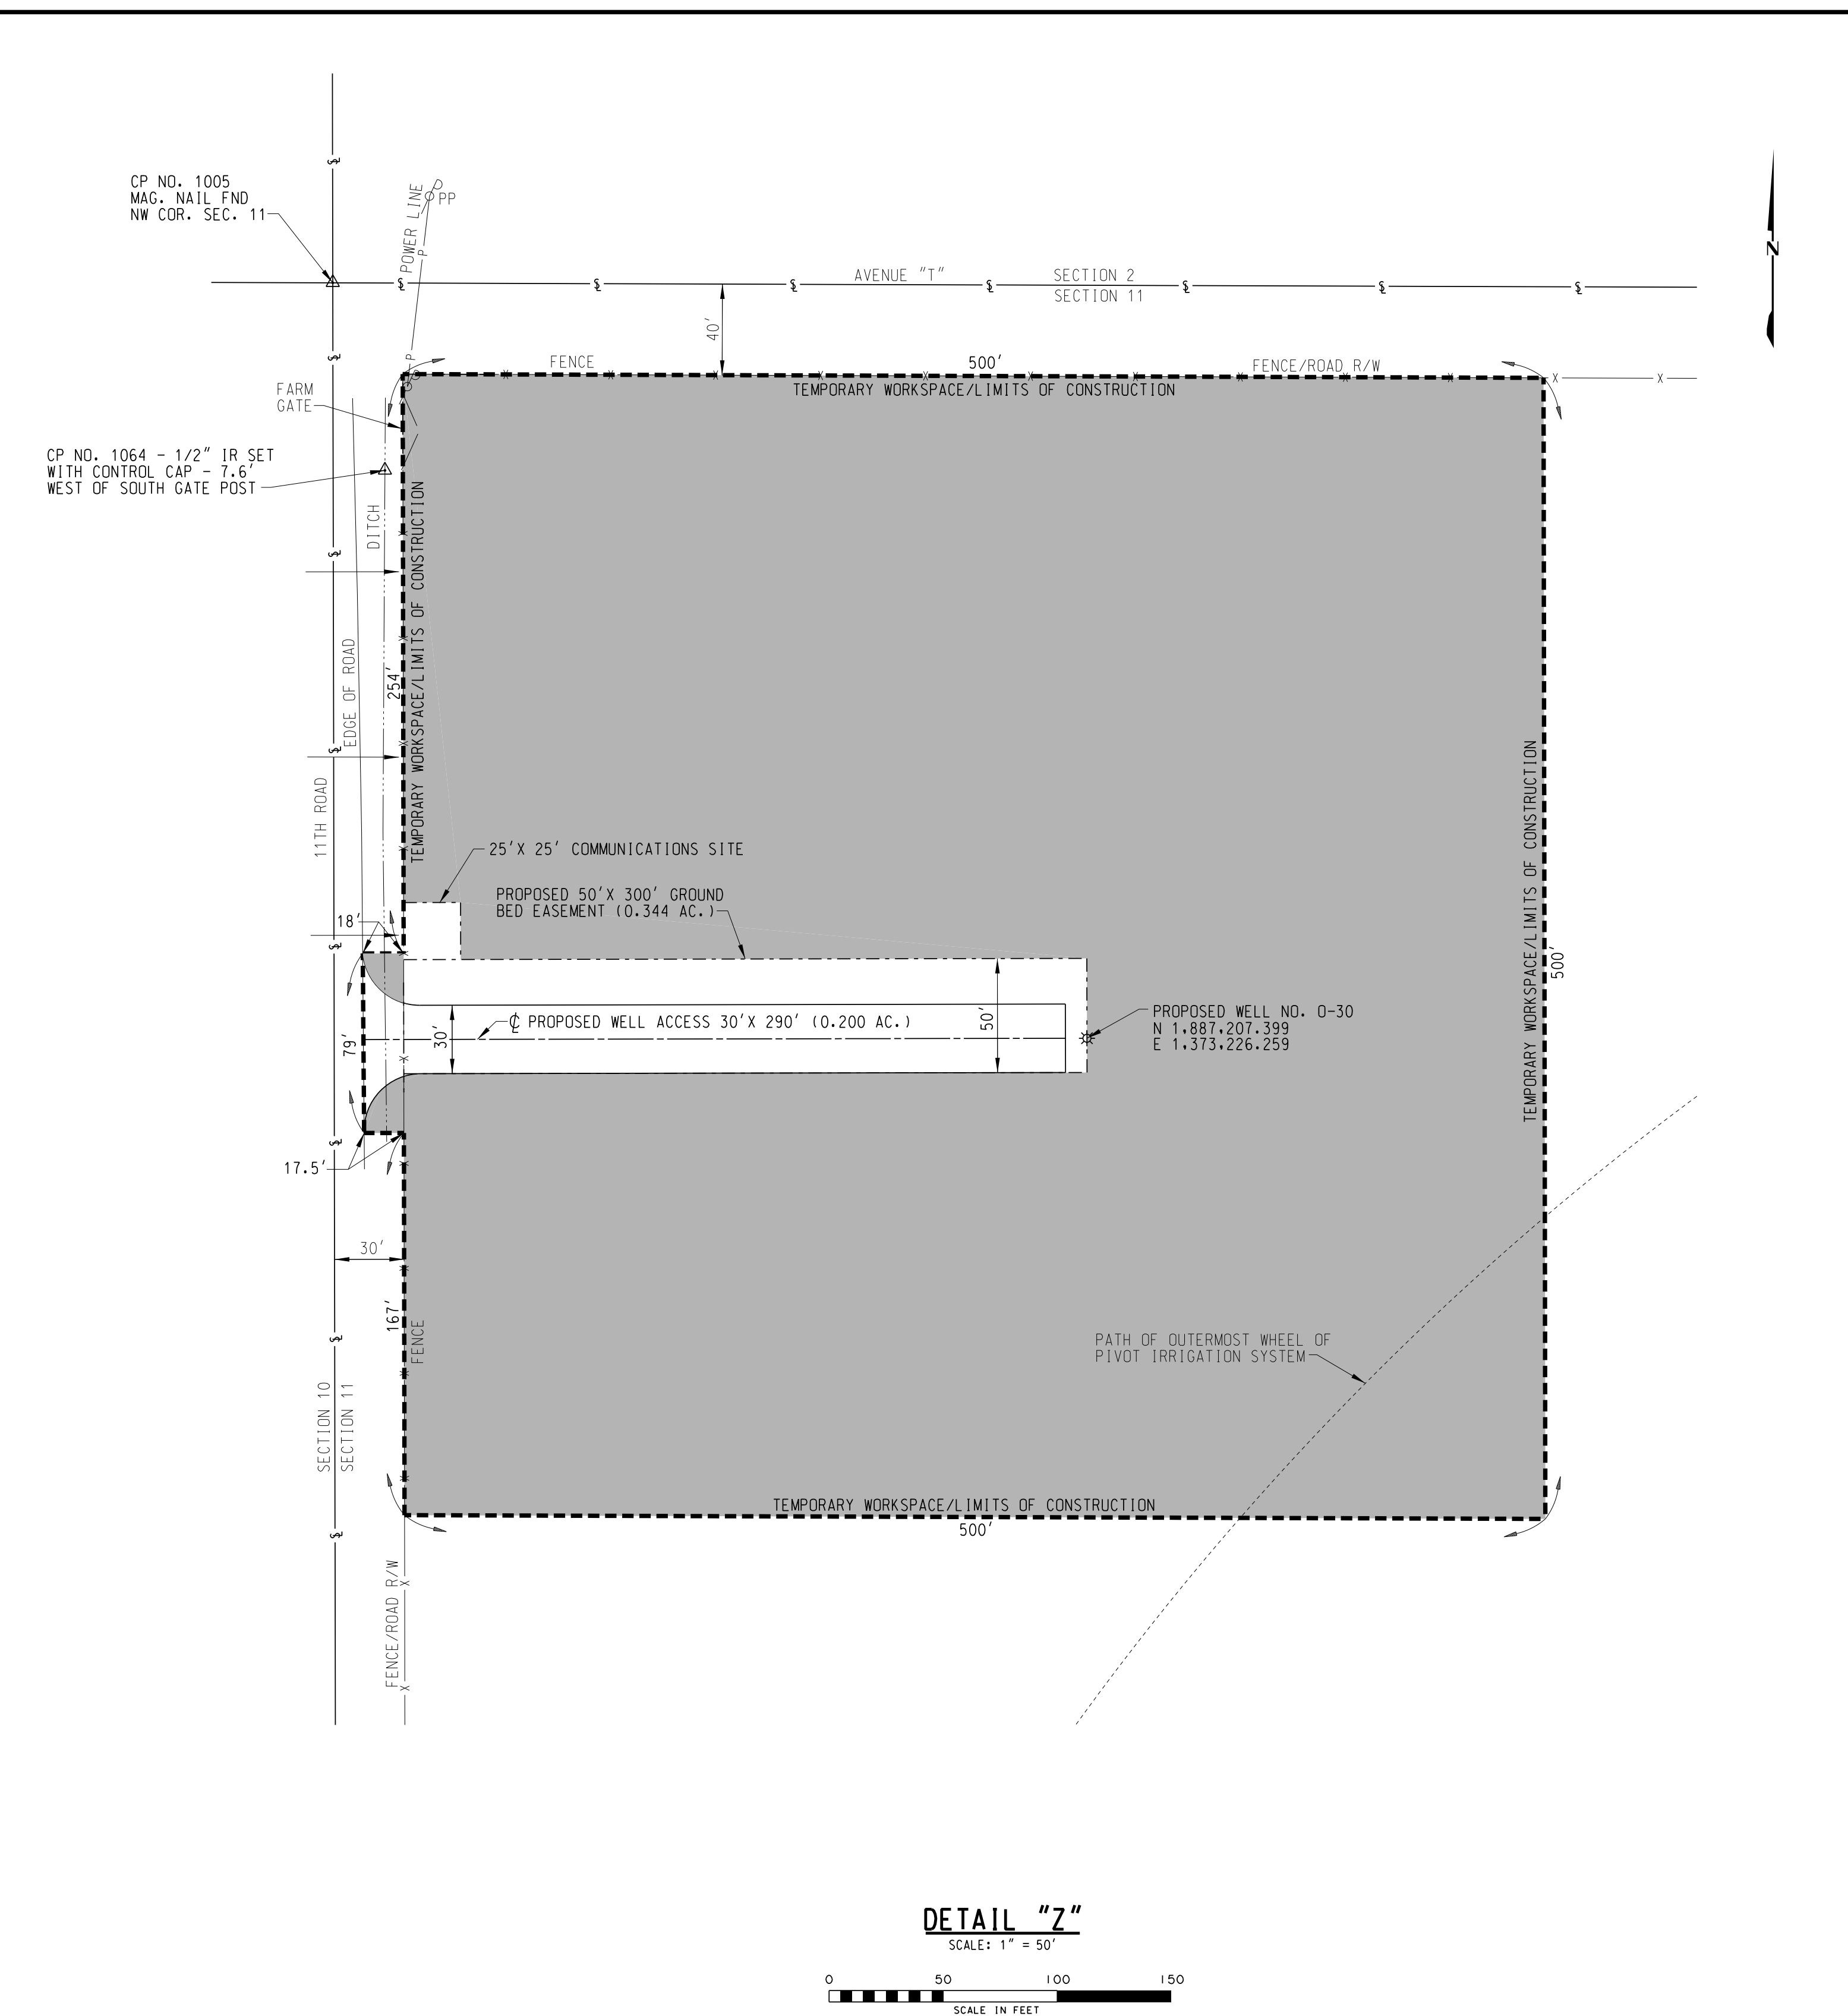 CP NO. 1005
MAG. NAIL FND
NW COR. SEC. 11
POWER LINE
P
PP
N
AVENUE "T"
SECTION 2
SECTION 11
40'
P
FENCE
500'
FENCE/ROAD R/W
TEMPORARY WORKSPACE/LIMITS OF CONSTRUCTION
FARM
GATE
CP NO. 1064 - 1/2" IR SET
WITH CONTROL CAP - 7.6'
WEST OF SOUTH GATE POST
DITCH
TEMPORARY WORKSPACE/LIMITS OF CONSTRUCTION
254'
EDGE OF ROAD
11TH ROAD
25'X 25' COMMUNICATIONS SITE
PROPOSED 50'X 300' GROUND
BED EASEMENT (0.344 AC.)
TEMPORARY WORKSPACE/LIMITS OF CONSTRUCTION
500'
18'
79'
30'
℄ PROPOSED WELL ACCESS 30'X 290' (0.200 AC.)
50'
PROPOSED WELL NO. O-30
N 1,887,207.399
E 1,373,226.259
17.5'
30'
167'
FENCE
SECTION 10
SECTION 11
PATH OF OUTERMOST WHEEL OF
PIVOT IRRIGATION SYSTEM
TEMPORARY WORKSPACE/LIMITS OF CONSTRUCTION
500'
FENCE/ROAD R/W
DETAIL "Z"
SCALE: 1" = 50'
0 50 100 150
SCALE IN FEET